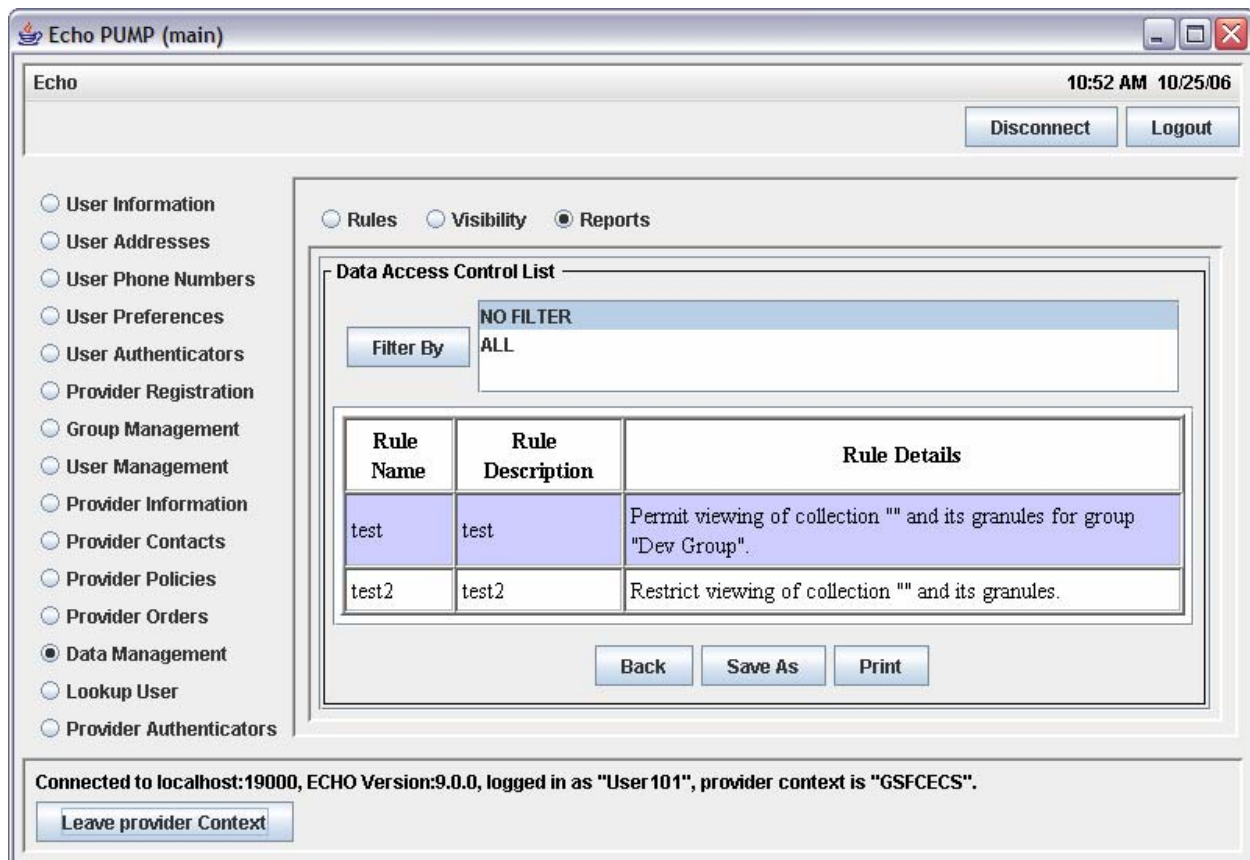 Echo PUMP (main)
Echo
10:52 AM 10/25/06
Disconnect
Logout
User Information
User Addresses
User Phone Numbers
User Preferences
User Authenticators
Provider Registration
Group Management
User Management
Provider Information
Provider Contacts
Provider Policies
Provider Orders
Data Management
Lookup User
Provider Authenticators
Rules
Visibility
Reports
Data Access Control List
Filter By
NO FILTER
ALL
Rule
Name
Rule
Description
Rule Details
test
test
Permit viewing of collection "" and its granules for group
"Dev Group".
test2
test2
Restrict viewing of collection "" and its granules.
Back
Save As
Print
Connected to localhost:19000, ECHO Version:9.0.0, logged in as "User101", provider context is "GSFCECS".
Leave provider Context